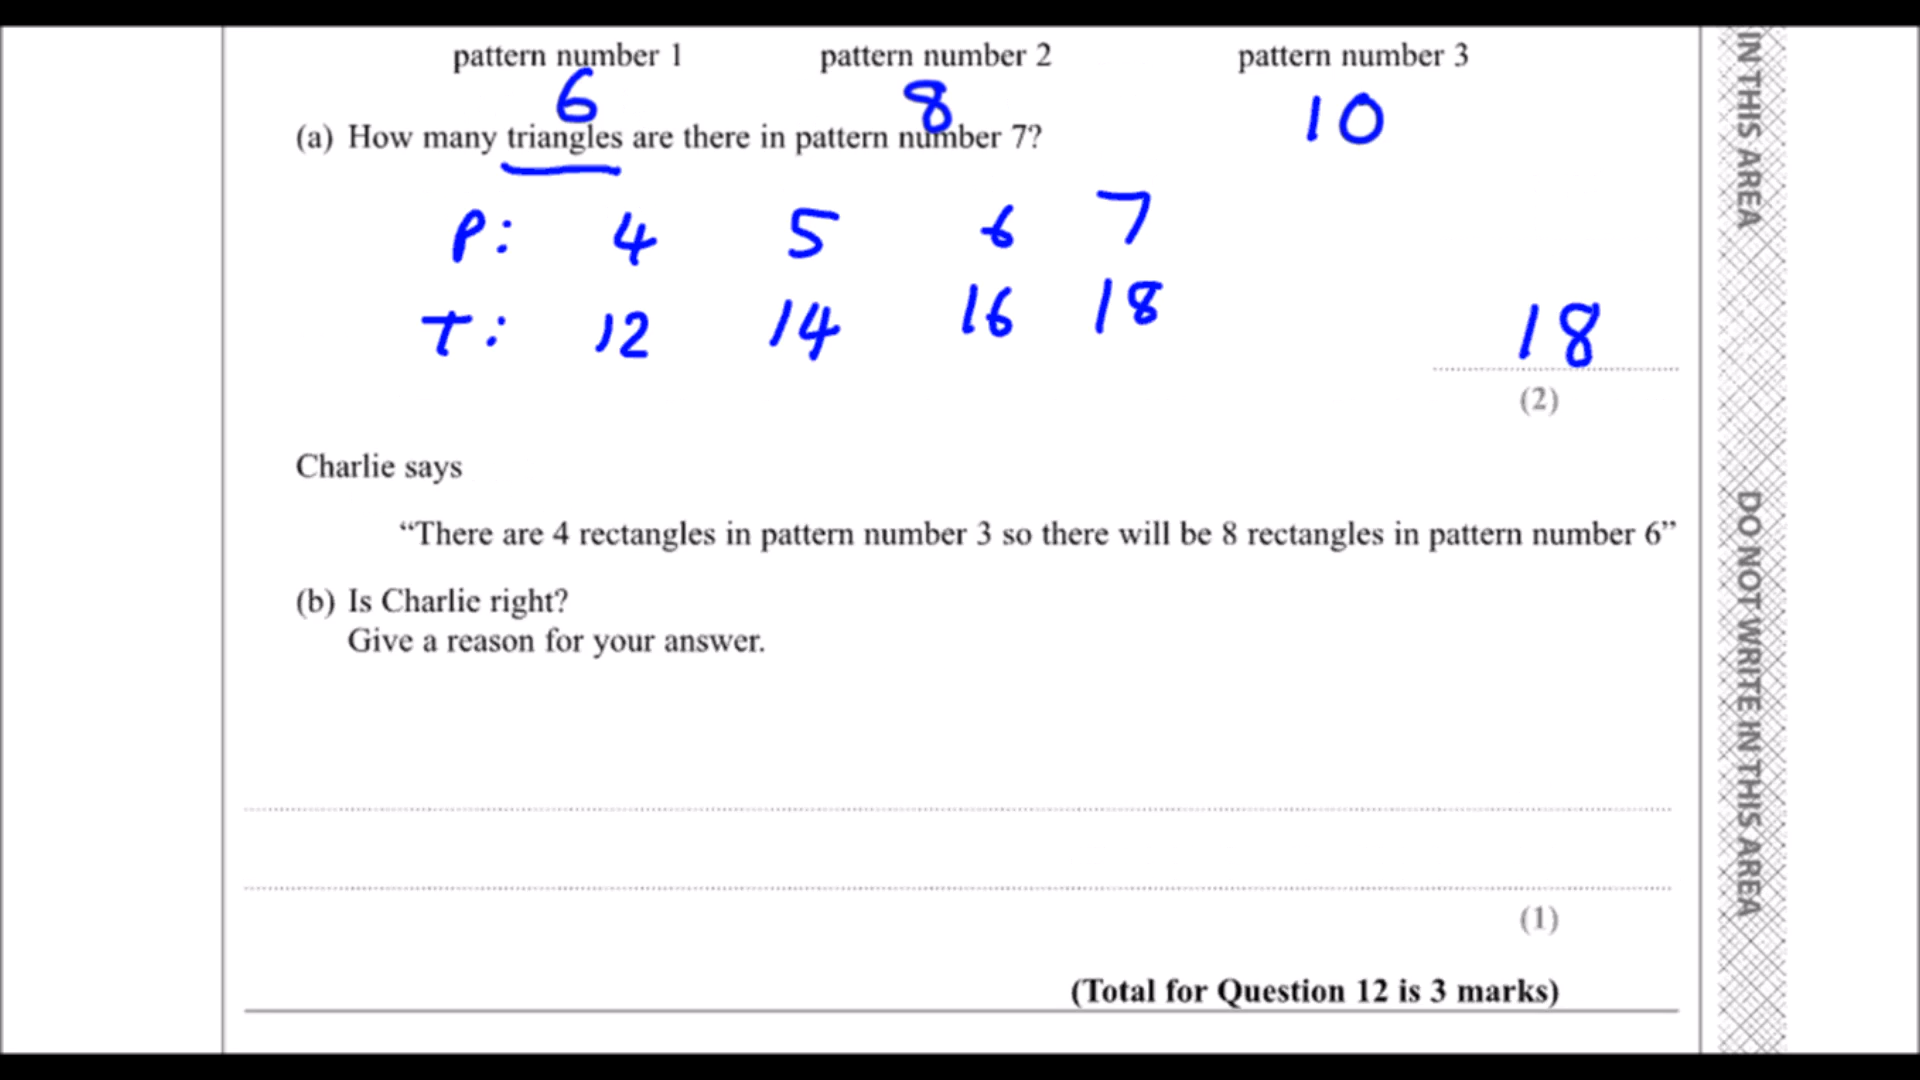 pattern number 1 pattern number 2 pattern number 3
6 8 10
(a) How many triangles are there in pattern number 7?
P: 4 5 6 7
T: 12 14 16 18
18
(2)
Charlie says
“There are 4 rectangles in pattern number 3 so there will be 8 rectangles in pattern number 6”
(b) Is Charlie right?
Give a reason for your answer.
(1)
(Total for Question 12 is 3 marks)
IN THIS AREA
DO NOT WRITE IN THIS AREA